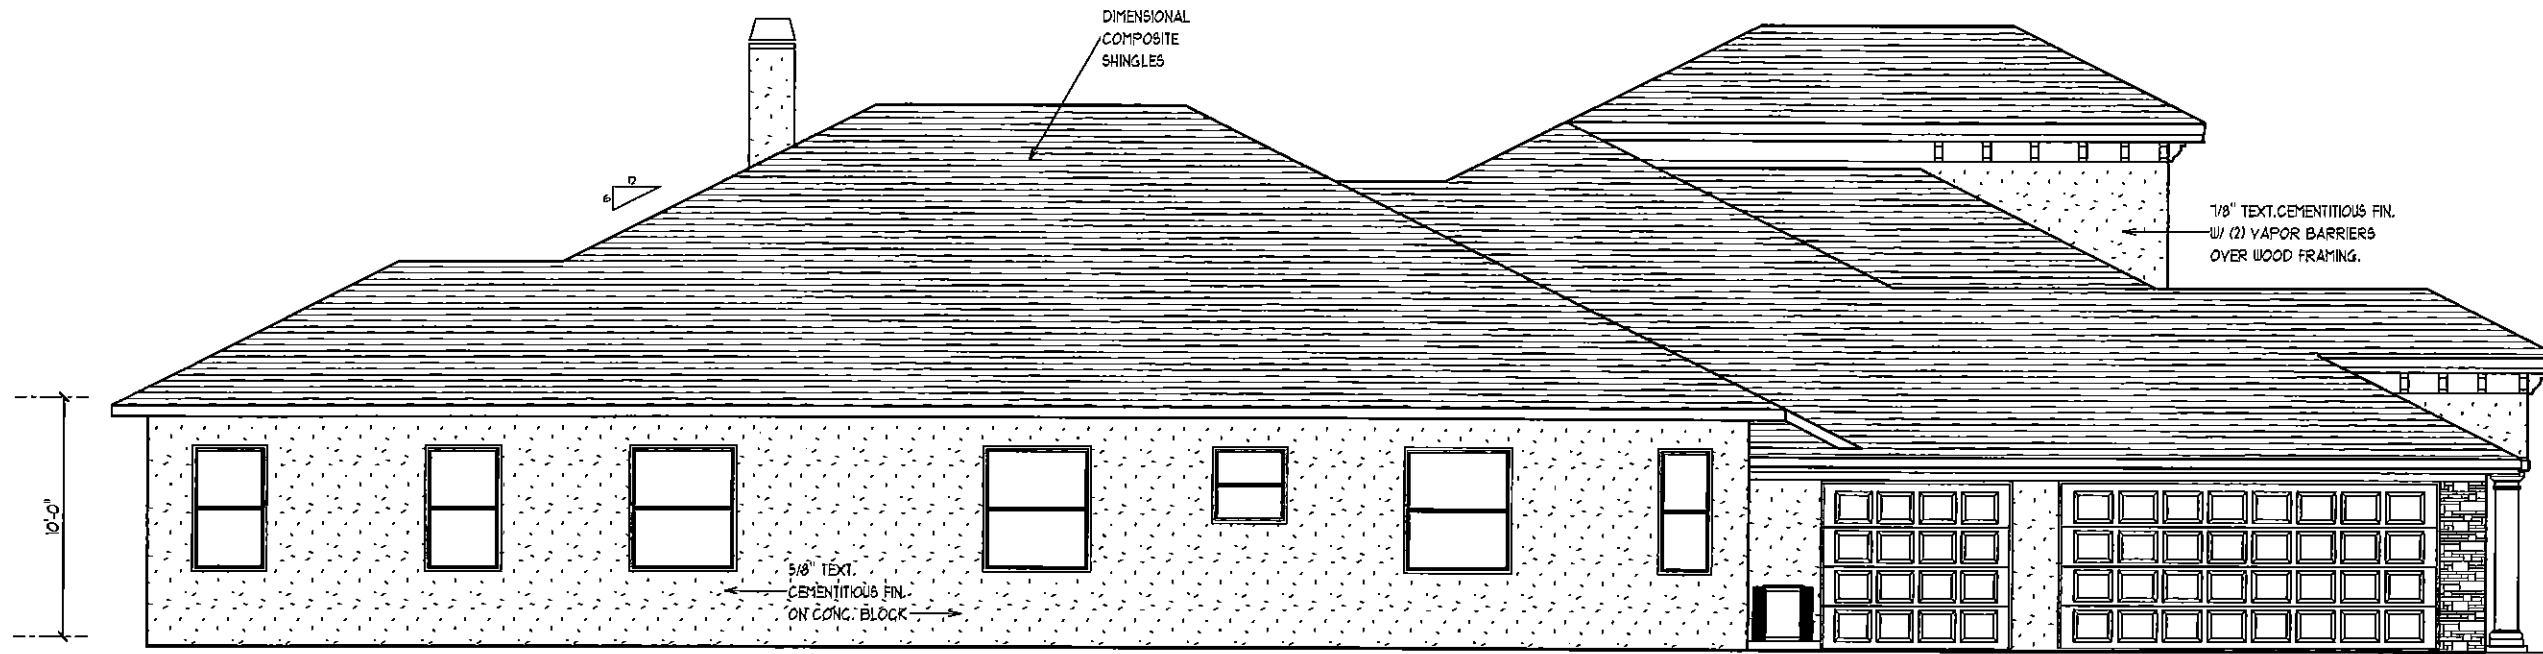 DIMENSIONAL
COMPOSITE
SHINGLES
12
6
7/8" TEXT.CEMENTITIOUS FIN.
W/ (2) VAPOR BARRIERS
OVER WOOD FRAMING.
10'-0"
5/8" TEXT.
CEMENTITIOUS FIN.
ON CONC. BLOCK